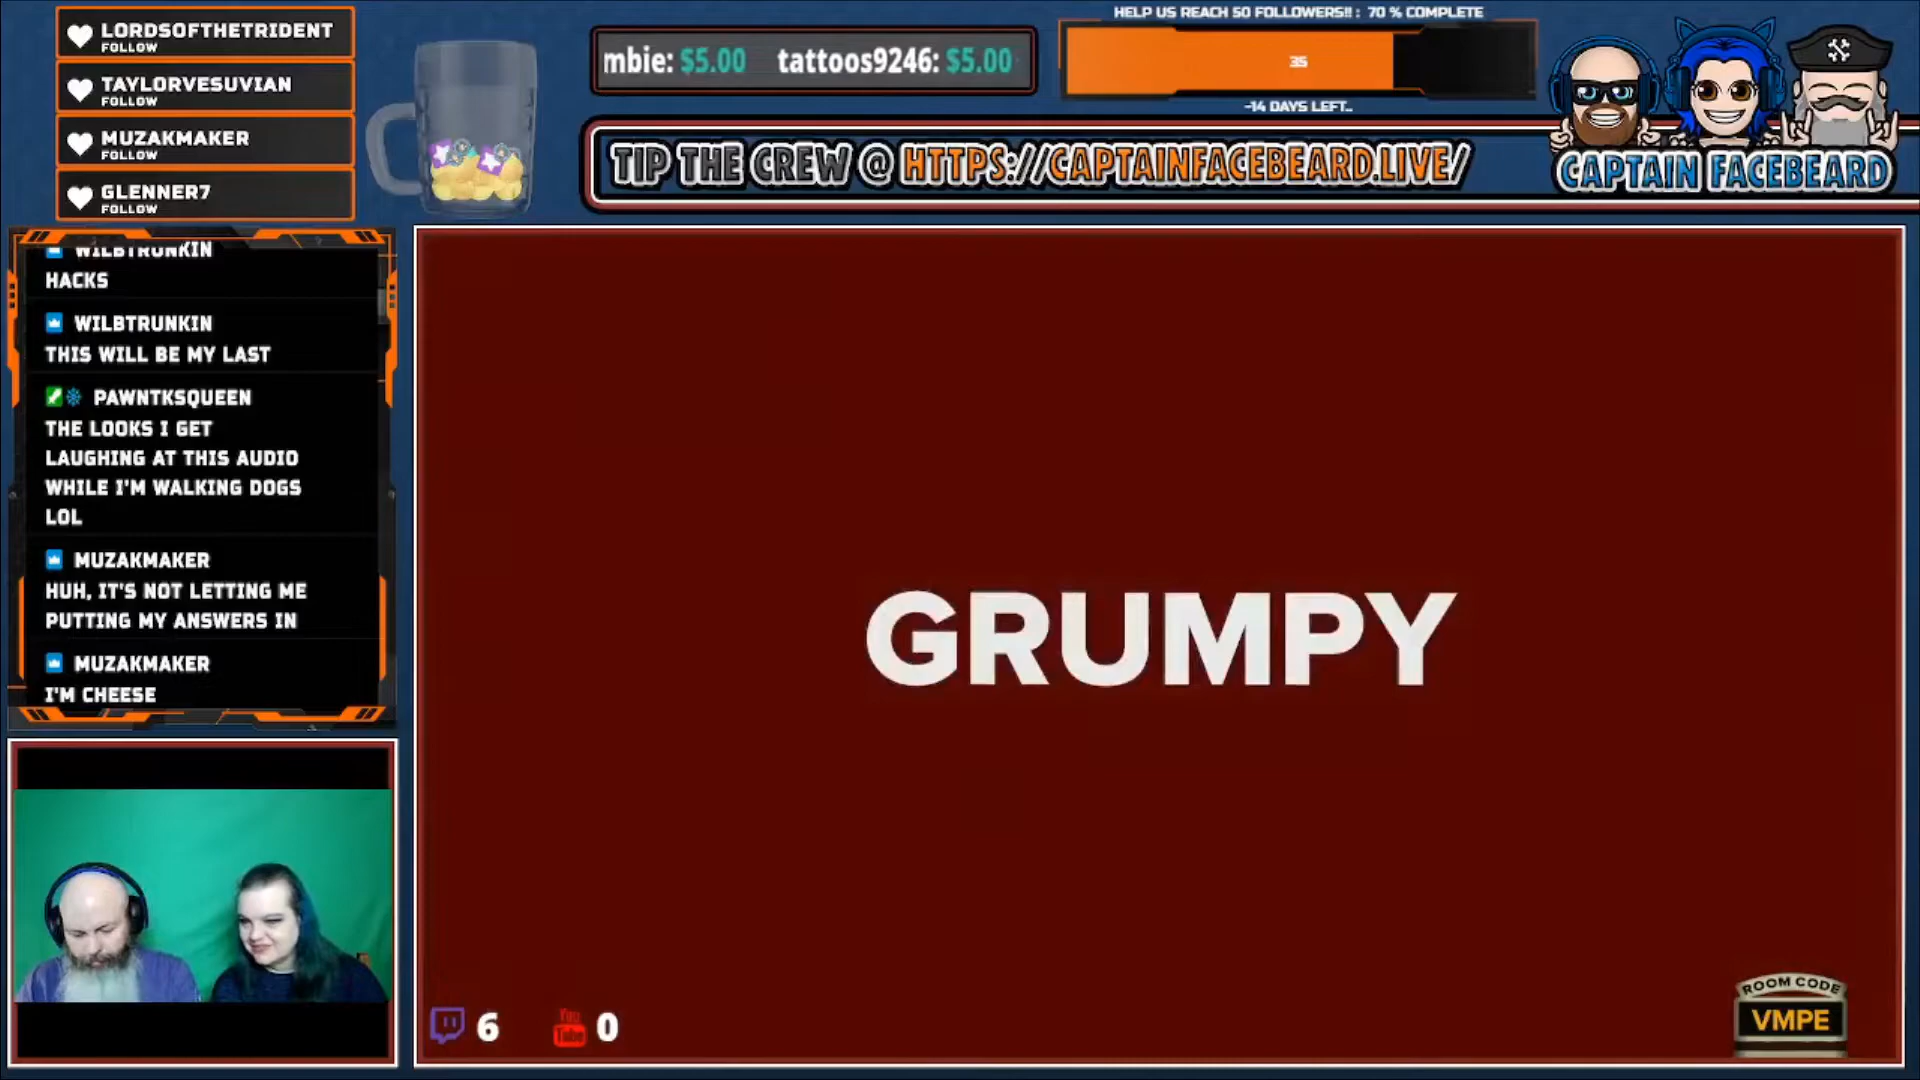 LORDSOFTHETRIDENT
FOLLOW
TAYLORVESUVIAN
FOLLOW
MUZAKMAKER
FOLLOW
GLENNER7
FOLLOW
mbie: $5.00 tattoos9246: $5.00
HELP US REACH 50 FOLLOWERS!! : 70 % COMPLETE
35
-14 DAYS LEFT..
TIP THE CREW @ HTTPS://CAPTAINFACEBEARD.LIVE/
CAPTAIN FACEBEARD
WILBTRUNKIN
HACKS
WILBTRUNKIN
THIS WILL BE MY LAST
PAWNTKSQUEEN
THE LOOKS I GET
LAUGHING AT THIS AUDIO
WHILE I'M WALKING DOGS
LOL
MUZAKMAKER
HUH, IT'S NOT LETTING ME
PUTTING MY ANSWERS IN
MUZAKMAKER
I'M CHEESE
GRUMPY
6
You
Tube
0
ROOM CODE
VMPE